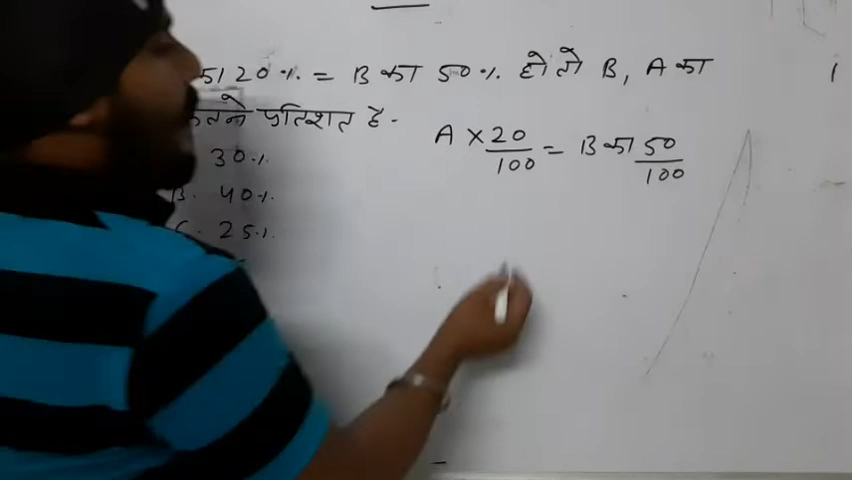 का 20 % = B का 50 % हो तो B, A का
कितने प्रतिशत है -
30 %
B. 40 %
C. 25 %
A × 20/100 = B का 50/100